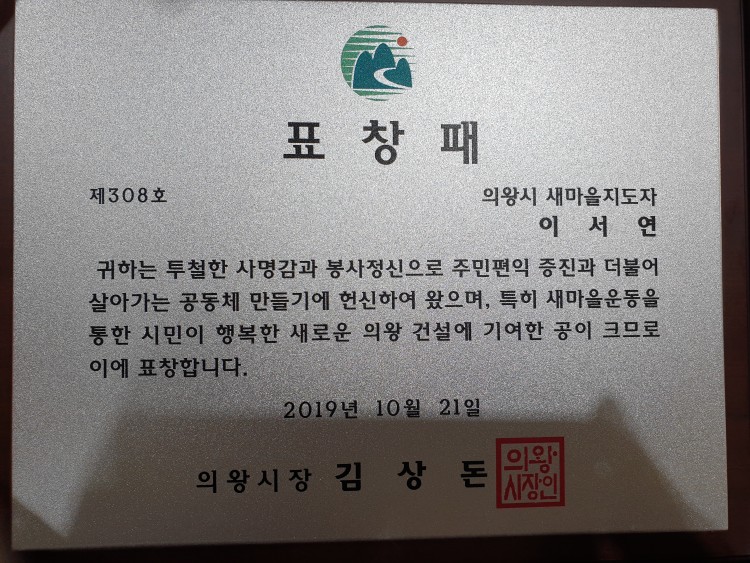 표 창 패
제308호
의왕시 새마을지도자
이 서 연
귀하는 투철한 사명감과 봉사정신으로 주민편익 증진과 더불어
살아가는 공동체 만들기에 헌신하여 왔으며, 특히 새마을운동을
통한 시민이 행복한 새로운 의왕 건설에 기여한 공이 크므로
이에 표창합니다.
2019년 10월 21일
의왕시장 김 상 돈
의왕
시장인